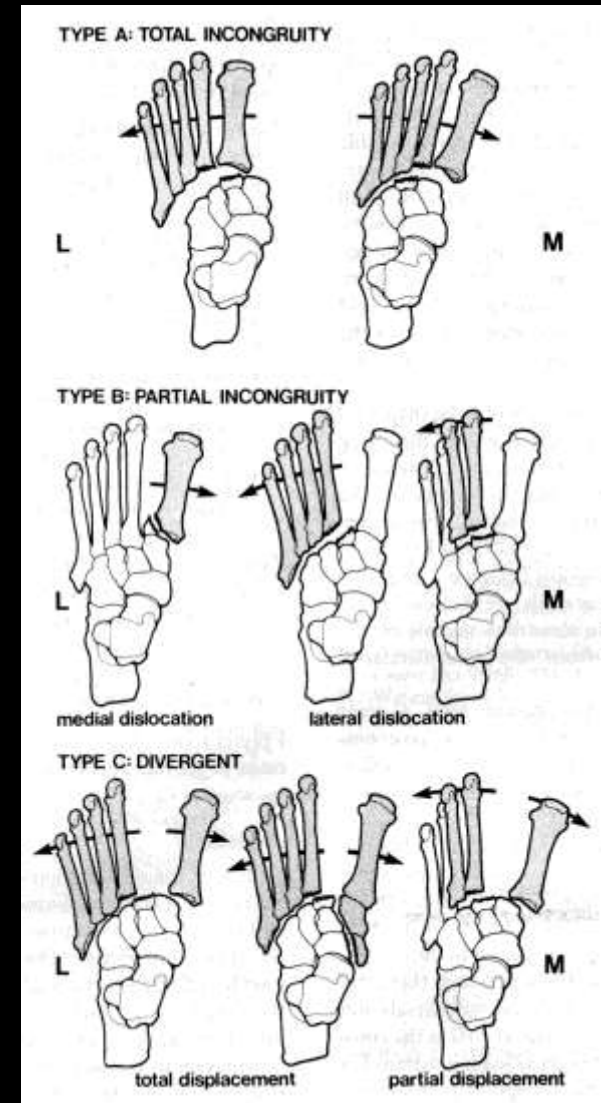 TYPE A: TOTAL INCONGRUITY
L M
TYPE B: PARTIAL INCONGRUITY
L M
medial dislocation lateral dislocation
TYPE C: DIVERGENT
L M
total displacement partial displacement